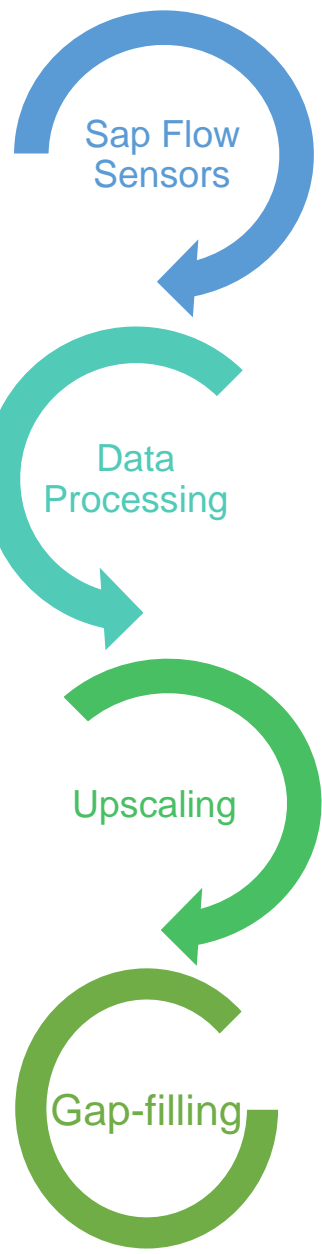 Sap Flow
Sensors
Data
Processing
Upscaling
Gap-filling